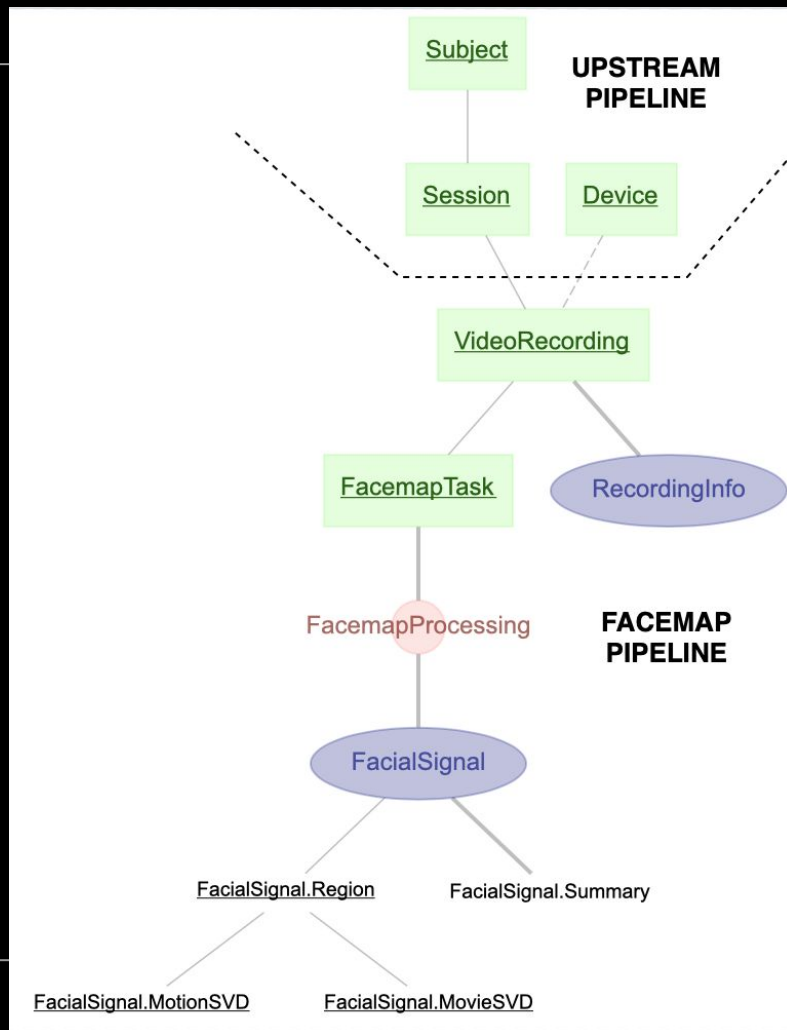 Subject
UPSTREAM
PIPELINE
Session
Device
VideoRecording
FacemapTask
RecordingInfo
FacemapProcessing
FACEMAP
PIPELINE
FacialSignal
FacialSignal.Region
FacialSignal.Summary
FacialSignal.MotionSVD
FacialSignal.MovieSVD